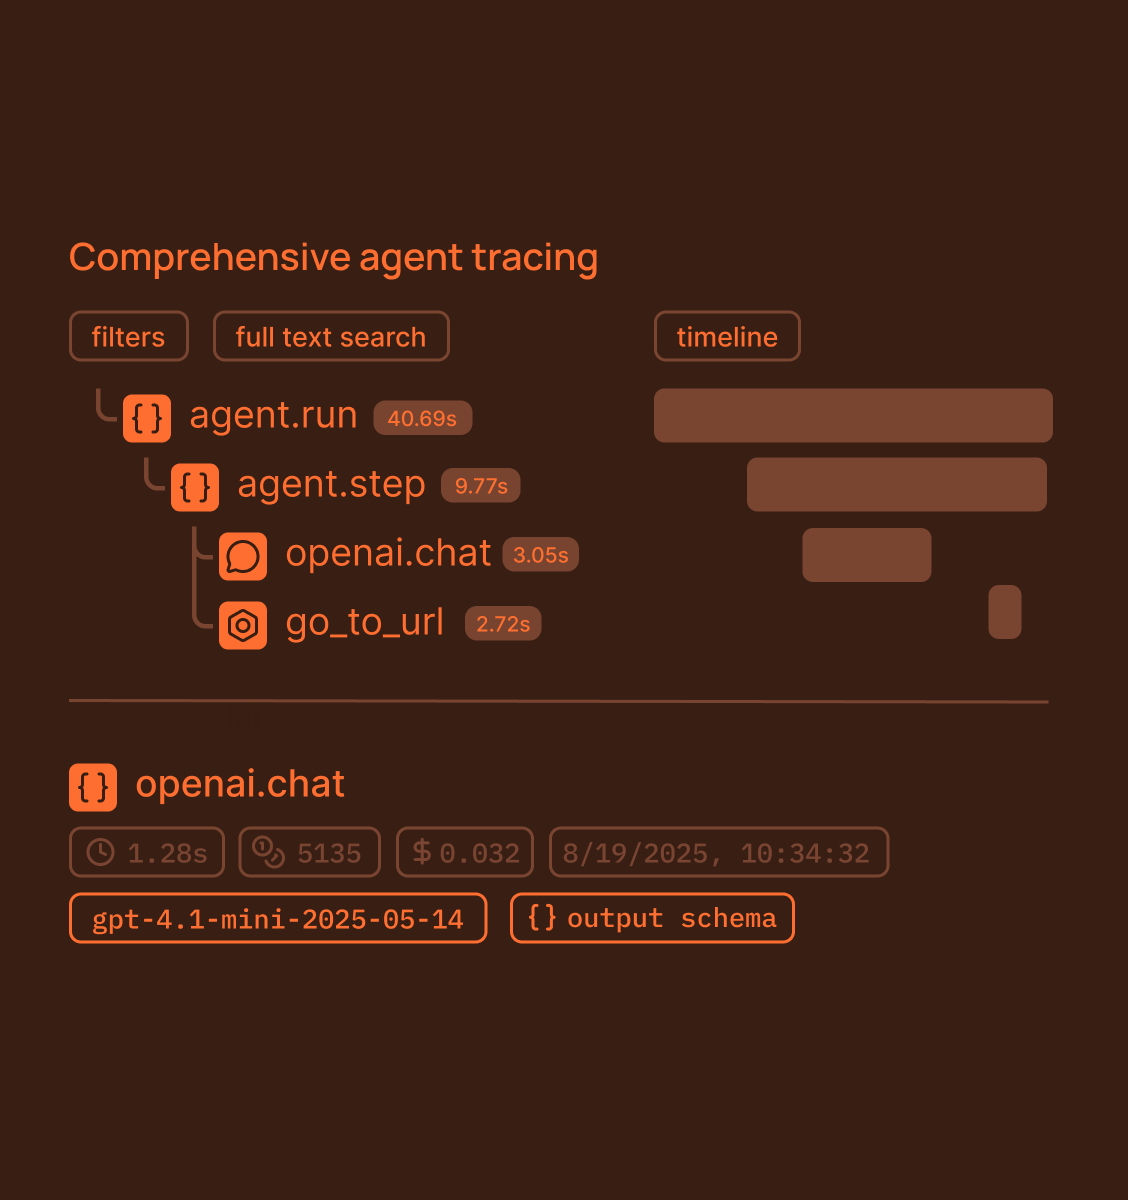 Comprehensive agent tracing
filters full text search timeline
{} agent.run 40.69s
{} agent.step 9.77s
openai.chat 3.05s
go_to_url 2.72s
{} openai.chat
1.28s 5135 $0.032 8/19/2025, 10:34:32
gpt-4.1-mini-2025-05-14 {} output schema